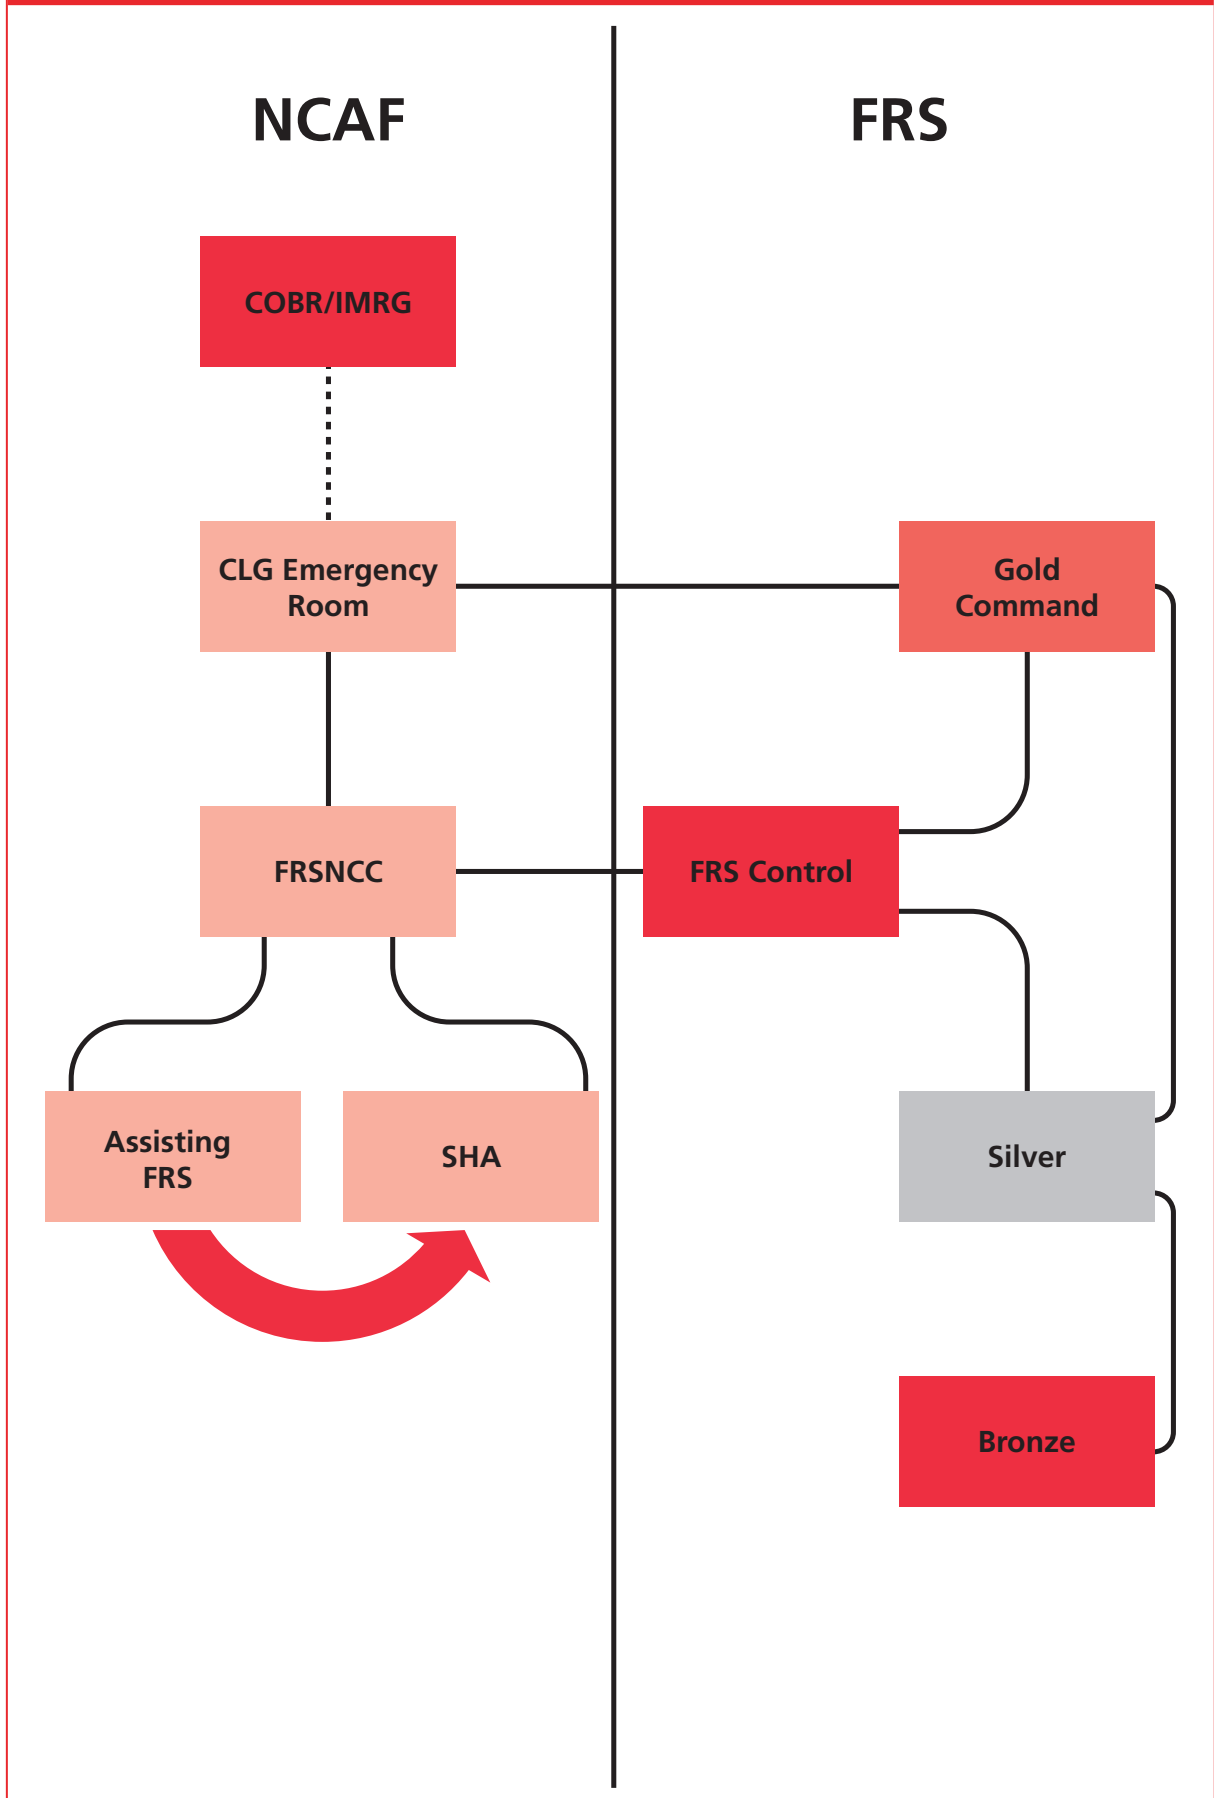 NCAF
FRS
COBR/IMRG
CLG Emergency
Room
Gold
Command
FRSNCC
FRS Control
Assisting
FRS
SHA
Silver
Bronze